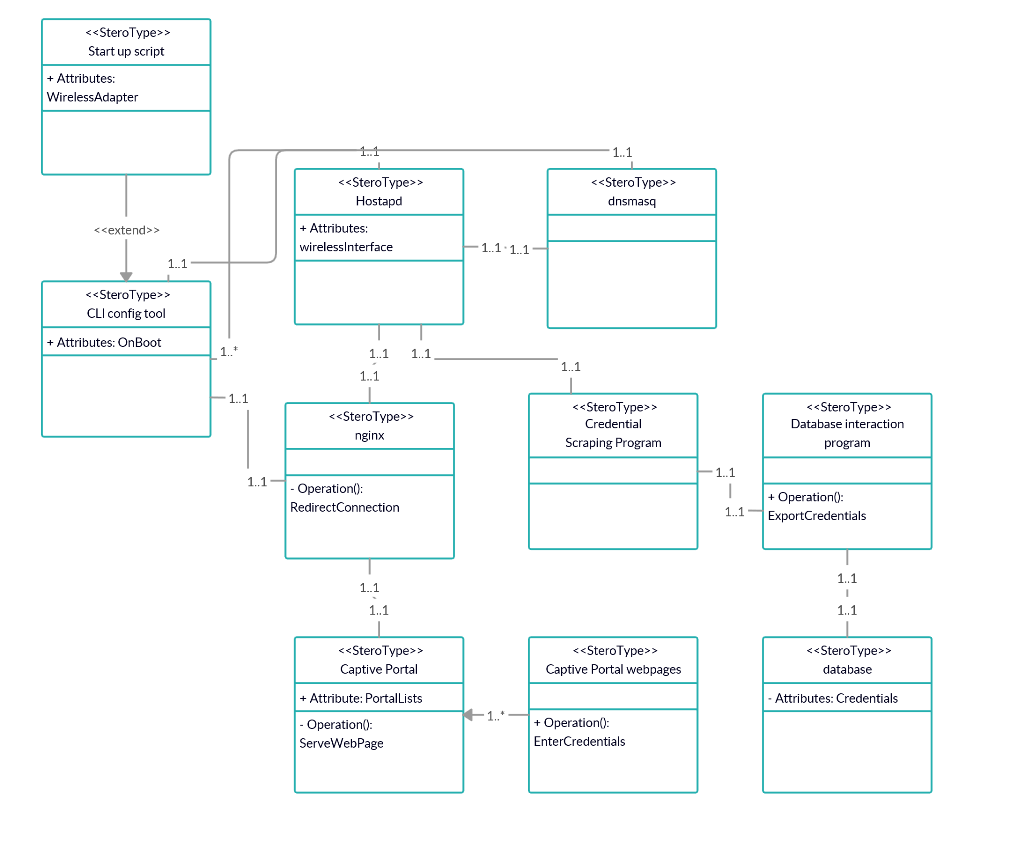 <<SteroType>>
Start up script
+ Attributes:
WirelessAdapter
<<extend>>
1..1
1..1
<<SteroType>>
Hostapd
+ Attributes:
wirelessInterface
<<SteroType>>
dnsmasq
1..1
1..1
1..1
<<SteroType>>
CLI config tool
+ Attributes: OnBoot
1..*
1..1
1..1
1..1
1..1
1..1
1..1
1..1
<<SteroType>>
nginx
- Operation():
RedirectConnection
<<SteroType>>
Credential
Scraping Program
<<SteroType>>
Database interaction
program
+ Operation():
ExportCredentials
1..1
1..1
1..1
1..1
1..1
1..1
<<SteroType>>
Captive Portal
+ Attribute: PortalLists
- Operation():
ServeWebPage
1..*
<<SteroType>>
Captive Portal webpages
+ Operation():
EnterCredentials
<<SteroType>>
database
- Attributes: Credentials